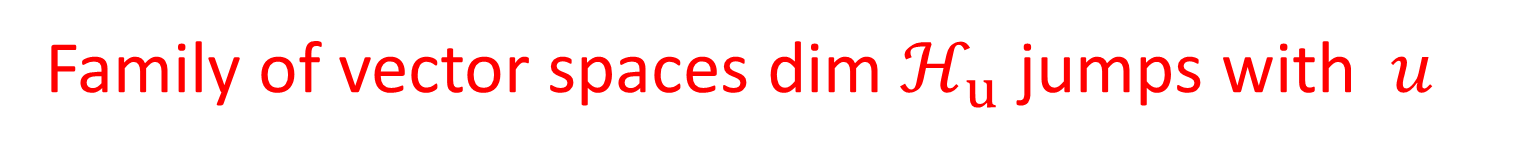 Family of vector spaces dim ℋ_u jumps with 𝑢